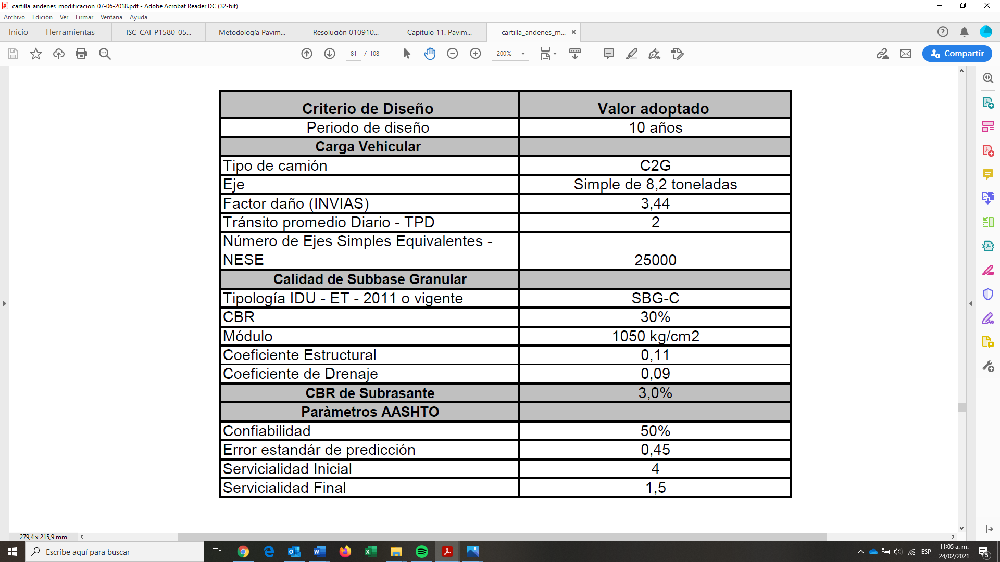 cartilla_andenes_modificacion_07-06-2018.pdf - Adobe Acrobat Reader DC (32-bit)
Archivo Edición Ver Firmar Ventana Ayuda
Inicio Herramientas ISC-CAI-P1580-05... Metodología Pavim... Resolución 010910... Capítulo 11. Pavim... cartilla_andenes_m...
81 / 108 200% Compartir
Criterio de Diseño Valor adoptado
Periodo de diseño 10 años
Carga Vehicular
Tipo de camión C2G
Eje Simple de 8,2 toneladas
Factor daño (INVIAS) 3,44
Tránsito promedio Diario - TPD 2
Número de Ejes Simples Equivalentes -
NESE 25000
Calidad de Subbase Granular
Tipología IDU - ET - 2011 o vigente SBG-C
CBR 30%
Módulo 1050 kg/cm2
Coeficiente Estructural 0,11
Coeficiente de Drenaje 0,09
CBR de Subrasante 3,0%
Paràmetros AASHTO
Confiabilidad 50%
Error estandár de predicción 0,45
Servicialidad Inicial 4
Servicialidad Final 1,5
279,4 x 215,9 mm
Escribe aquí para buscar
ESP
11:05 a. m.
24/02/2021
5